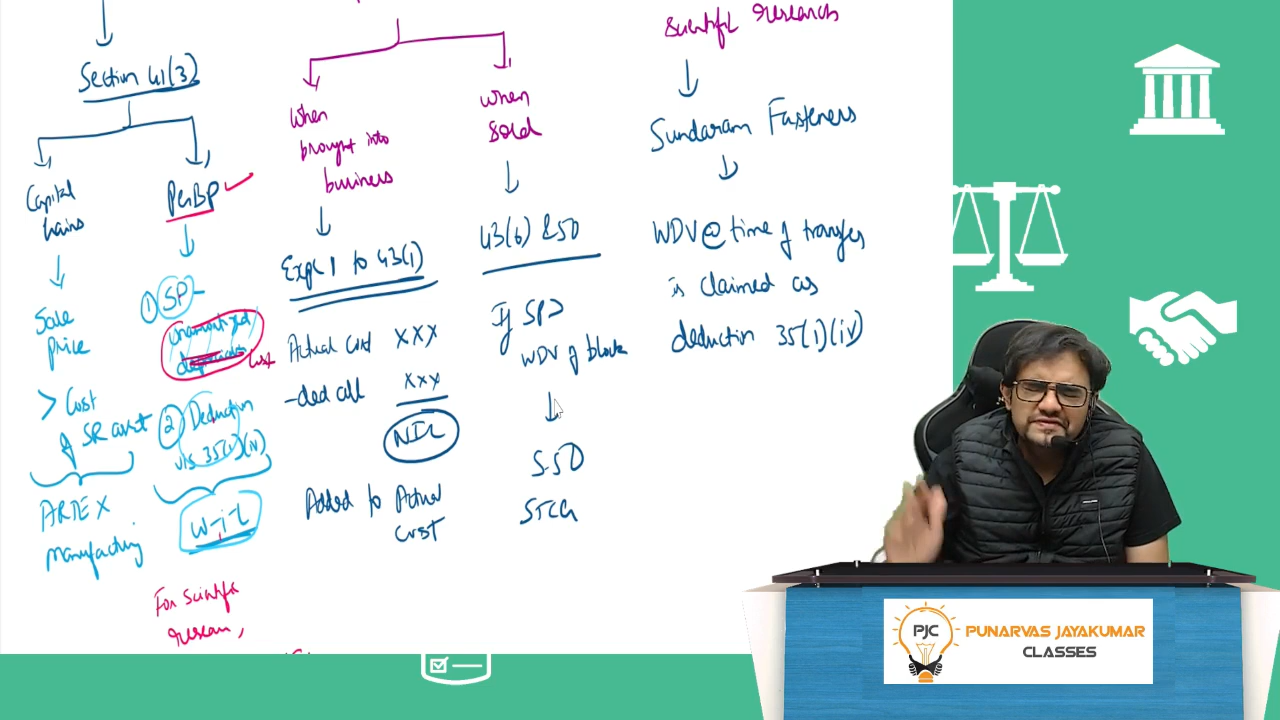 Section 41(3)
Capital
Gains
Sale
price
> Cost
of SR asset
ARTEX
Manufacturing
PGBP
① SP-
Unamortized
Cost
② Deduction
u/s 35(1)(iv)
W-i-L
For Scientific
research,
When
brought into
business
Expl 1 to 43(1)
Actual cost XXX
-ded all XXX
NIL
Added to Actual
Cost
When
sold
43(6) & 50
If SP>
WDV of block
S.50
STCG
Scientific research
Sundaram Fasteners
WDV @ time of transfer
is claimed as
deduction 35(1)(iv)
PJC
PUNARVAS JAYAKUMAR
CLASSES